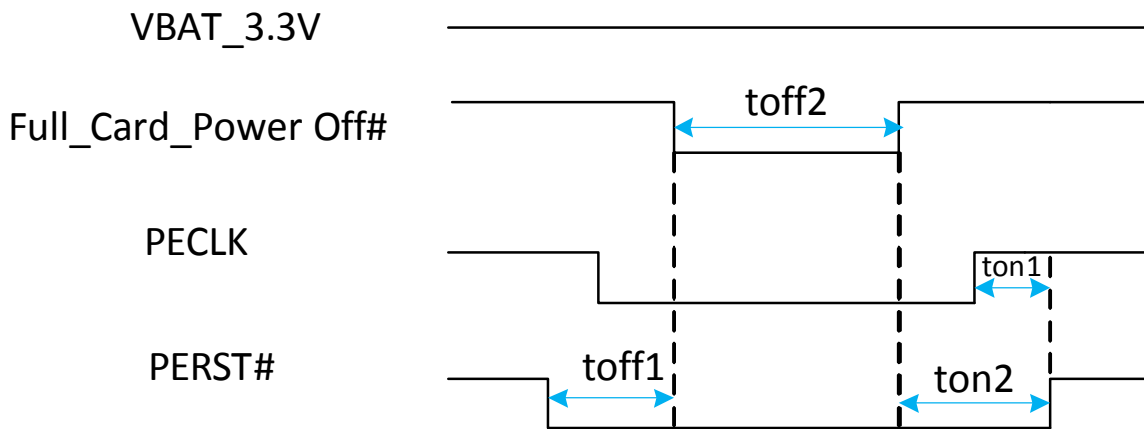 VBAT_3.3V
toff2
Full_Card_Power Off#
PECLK
ton1
PERST#
toff1
ton2